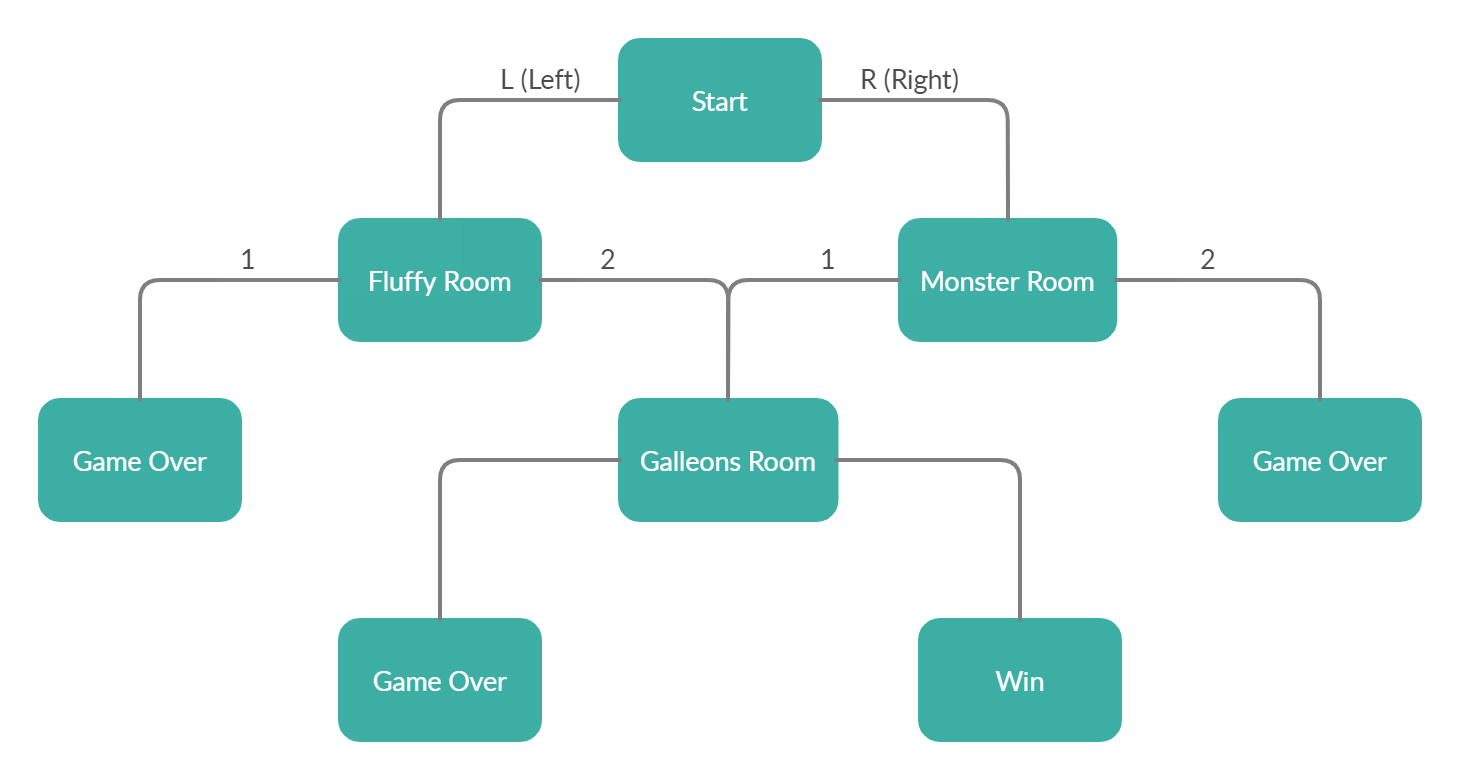 L (Left)
Start
R (Right)
1
Fluffy Room
2
1
Monster Room
2
Game Over
Galleons Room
Game Over
Game Over
Win